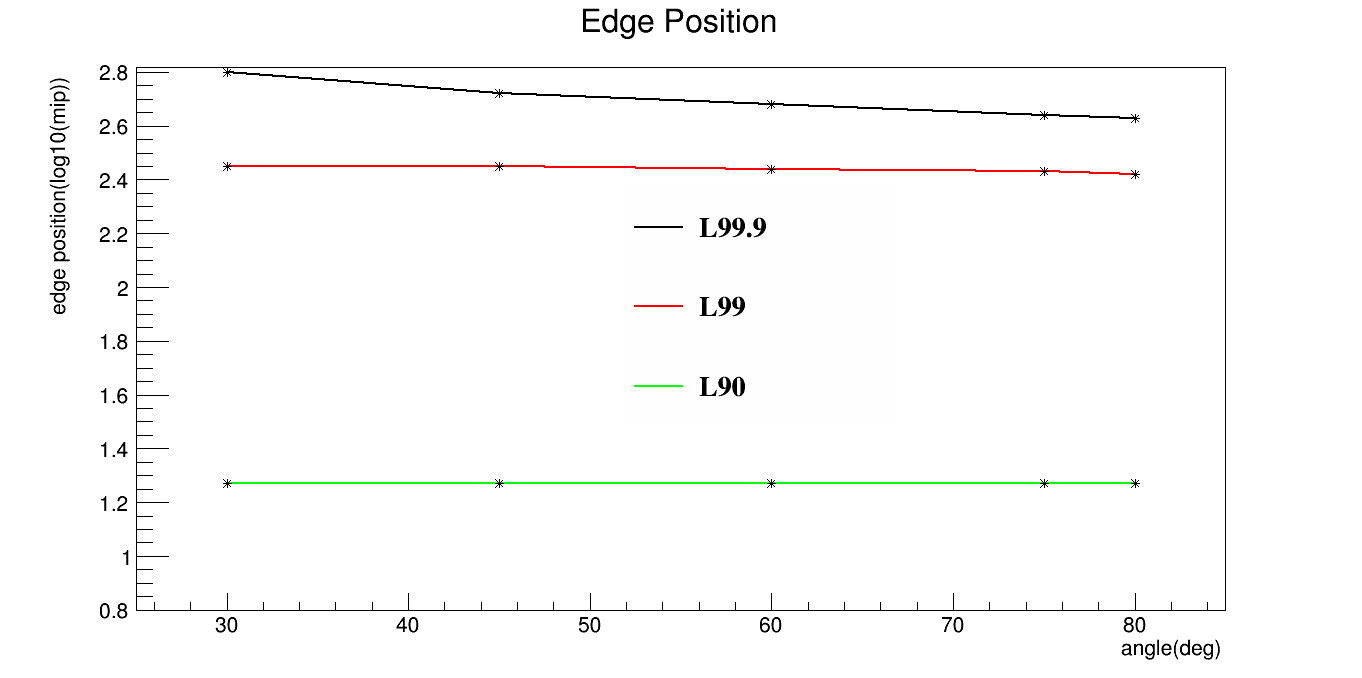 Edge Position
edge position(log10(mip))
2.8
2.6
2.4
2.2
2
1.8
1.6
1.4
1.2
1
0.8
L99.9
L99
L90
30 40 50 60 70 80
angle(deg)